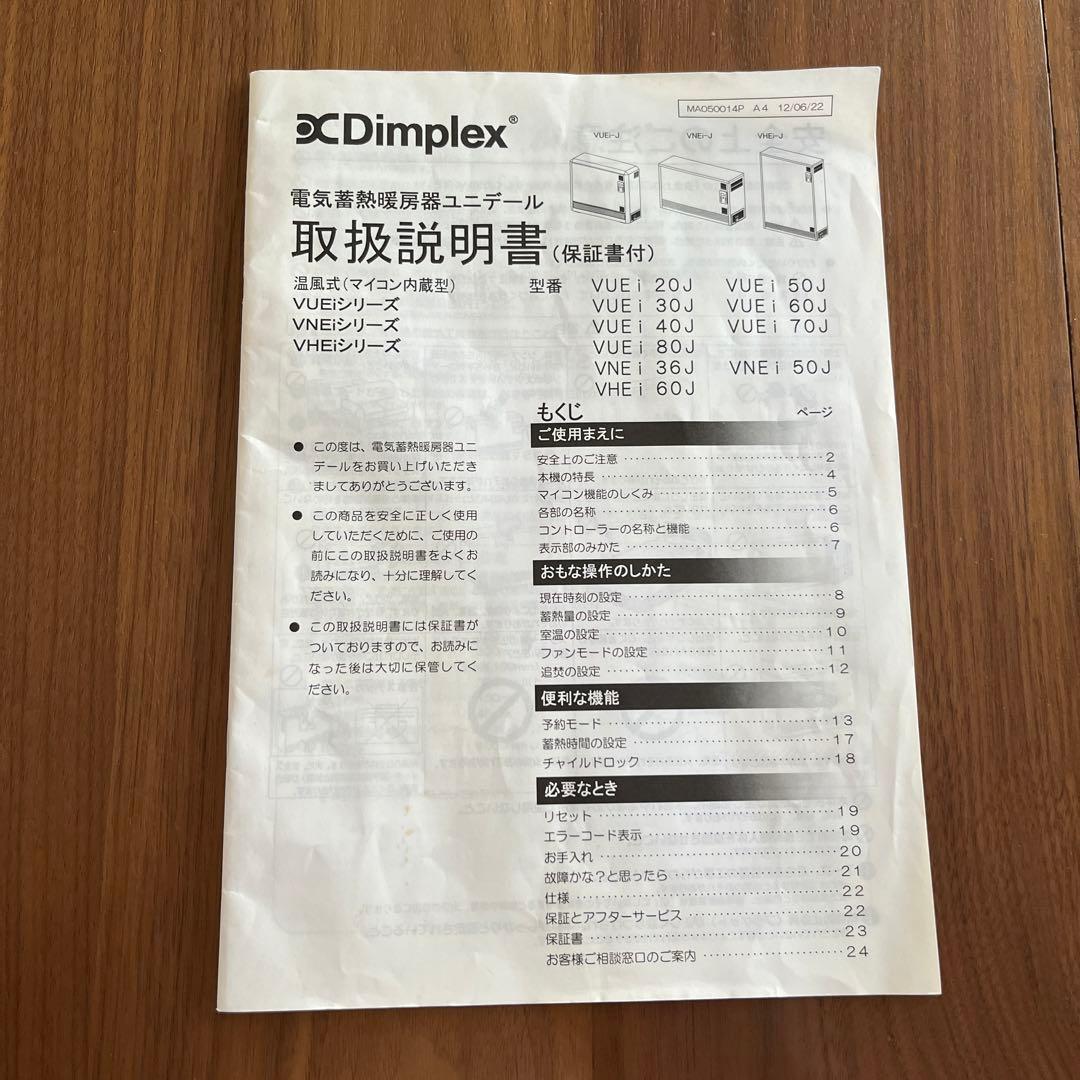 MA050014P A4 12/06/22
Dimplex®
VUEi-J
VNEi-J
VHEi-J
電気蓄熱暖房器ユニデール
取扱説明書(保証書付)
温風式(マイコン内蔵型)
VUEiシリーズ
VNEiシリーズ
VHEiシリーズ
型番 VUEi 20J VUEi 50J
VUEi 30J VUEi 60J
VUEi 40J VUEi 70J
VUEi 80J
VNEi 36J VNEi 50J
VHEi 60J
● この度は、電気蓄熱暖房器ユニ
デールをお買い上げいただき
ましてありがとうございます。
● この商品を安全に正しく使用
していただくために、ご使用の
前にこの取扱説明書をよくお
読みになり、十分に理解してく
ださい。
● この取扱説明書には保証書が
ついておりますので、お読みに
なった後は大切に保管してく
ださい。
もくじ ページ
ご使用まえに
安全上のご注意 2
本機の特長 4
マイコン機能のしくみ 5
各部の名称 6
コントローラーの名称と機能 6
表示部のみかた 7
おもな操作のしかた
現在時刻の設定 8
蓄熱量の設定 9
室温の設定 10
ファンモードの設定 11
追焚の設定 12
便利な機能
予約モード 13
蓄熱時間の設定 17
チャイルドロック 18
必要なとき
リセット 19
エラーコード表示 19
お手入れ 20
故障かな?と思ったら 21
仕様 22
保証とアフターサービス 22
保証書 23
お客様ご相談窓口のご案内 24